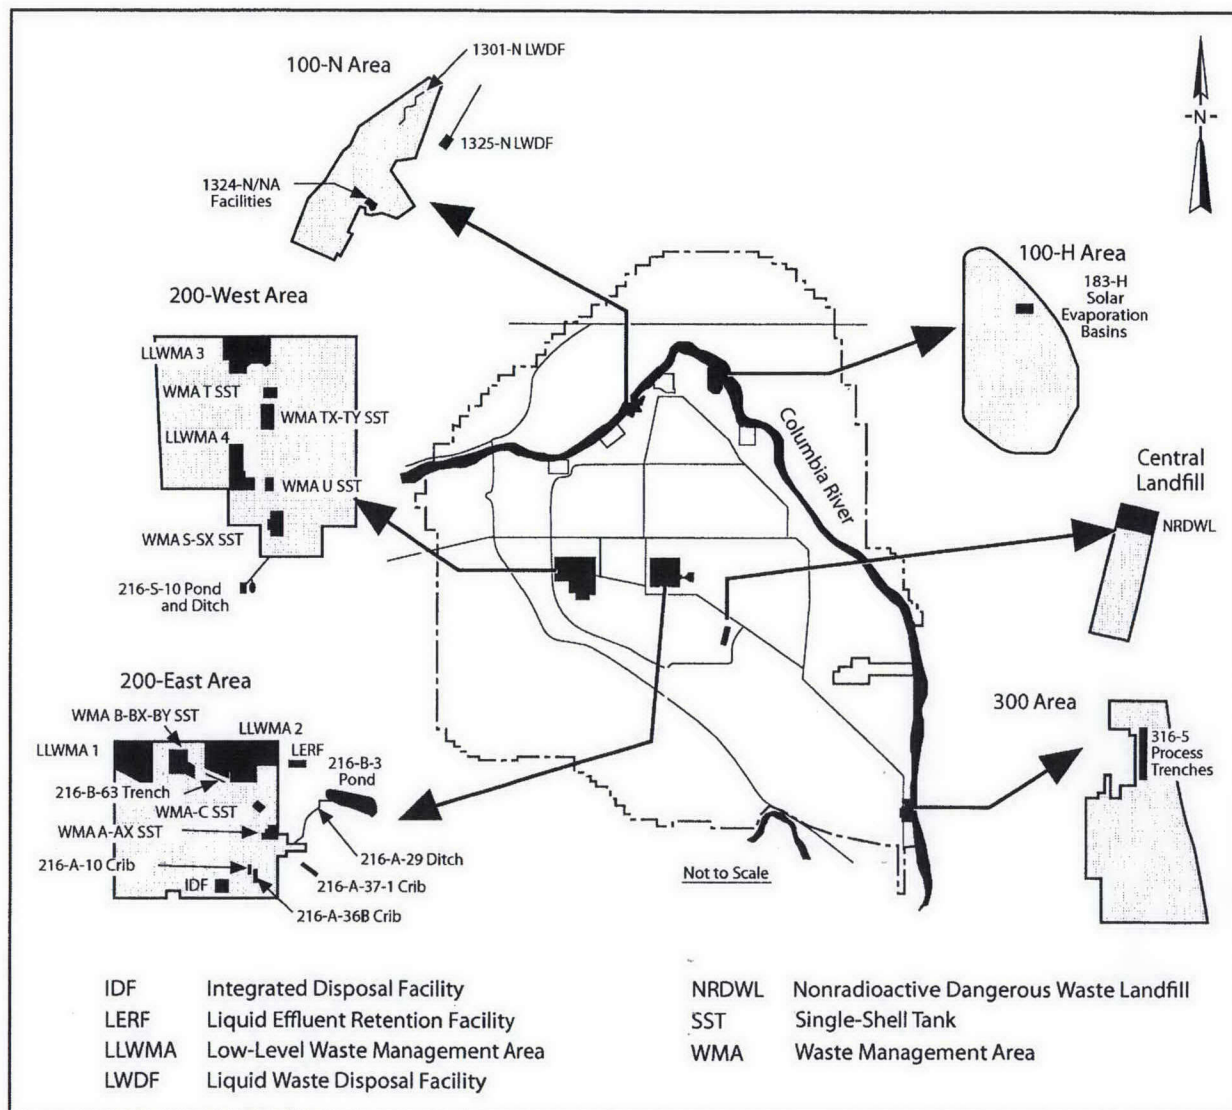 1301-N LWDF
100-N Area
1325-N LWDF
1324-N/NA
Facilities
N
100-H Area
183-H
Solar
Evaporation
Basins
200-West Area
LLWMA 3
WMA T SST
WMA TX-TY SST
LLWMA 4
WMA U SST
WMA S-SX SST
216-S-10 Pond
and Ditch
Columbia River
Central
Landfill
NRDWL
200-East Area
WMA B-BX-BY SST
LLWMA 2
LLWMA 1
LERF
216-B-3
Pond
216-B-63 Trench
WMA-C SST
WMA A-AX SST
216-A-29 Ditch
216-A-10 Crib
216-A-37-1 Crib
IDF
216-A-36B Crib
300 Area
316-5
Process
Trenches
Not to Scale
IDF Integrated Disposal Facility
LERF Liquid Effluent Retention Facility
LLWMA Low-Level Waste Management Area
LWDF Liquid Waste Disposal Facility
NRDWL Nonradioactive Dangerous Waste Landfill
SST Single-Shell Tank
WMA Waste Management Area